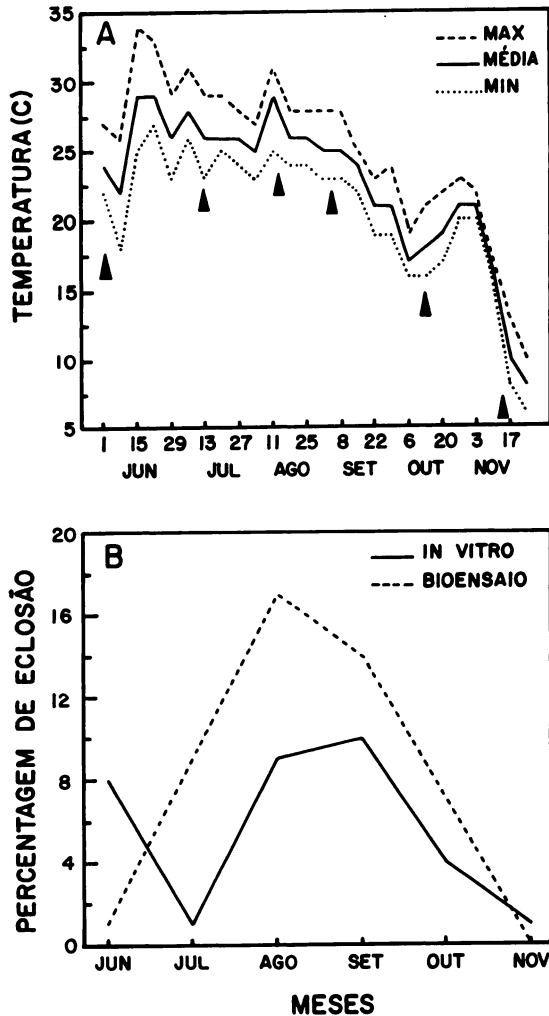 A
MAX
MÉDIA
MIN
TEMPERATURA (C)
35
30
25
20
15
10
5
1 15 29 13 27 11 25 8 22 6 20 3 17
JUN JUL AGO SET OUT NOV
B
IN VITRO
BIOENSAIO
PERCENTAGEM DE ECLOSÃO
20
16
12
8
4
0
JUN JUL AGO SET OUT NOV
MESES